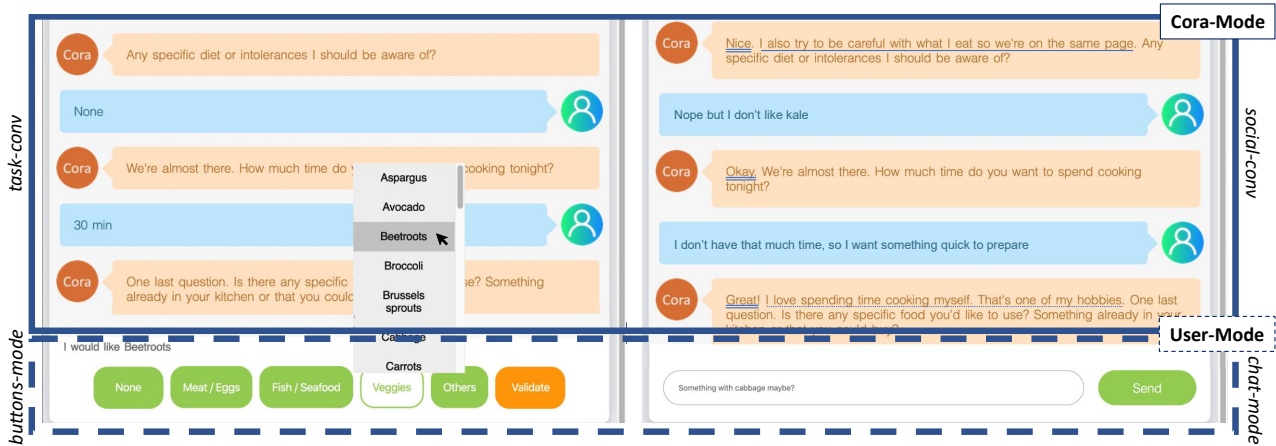 Cora-Mode
task-conv
Cora
Any specific diet or intolerances I should be aware of?
None
Cora
We're almost there. How much time do y
cooking tonight?
30 min
Cora
One last question. Is there any specific
se? Something
already in your kitchen or that you could
Aspargus
Avocado
Beetroots
Broccoli
Brussels
sprouts
Cabbage
Carrots
buttons-mode
I would like Beetroots
None
Meat / Eggs
Fish / Seafood
Veggies
Others
Validate
Cora
Nice. I also try to be careful with what I eat so we're on the same page. Any
specific diet or intolerances I should be aware of?
Nope but I don't like kale
Cora
Okay. We're almost there. How much time do you want to spend cooking
tonight?
I don't have that much time, so I want something quick to prepare
Cora
Great! I love spending time cooking myself. That's one of my hobbies. One last
question. Is there any specific food you'd like to use? Something already in your
kitchen or that you could buy?
social-conv
User-Mode
Something with cabbage maybe?
Send
chat-mode